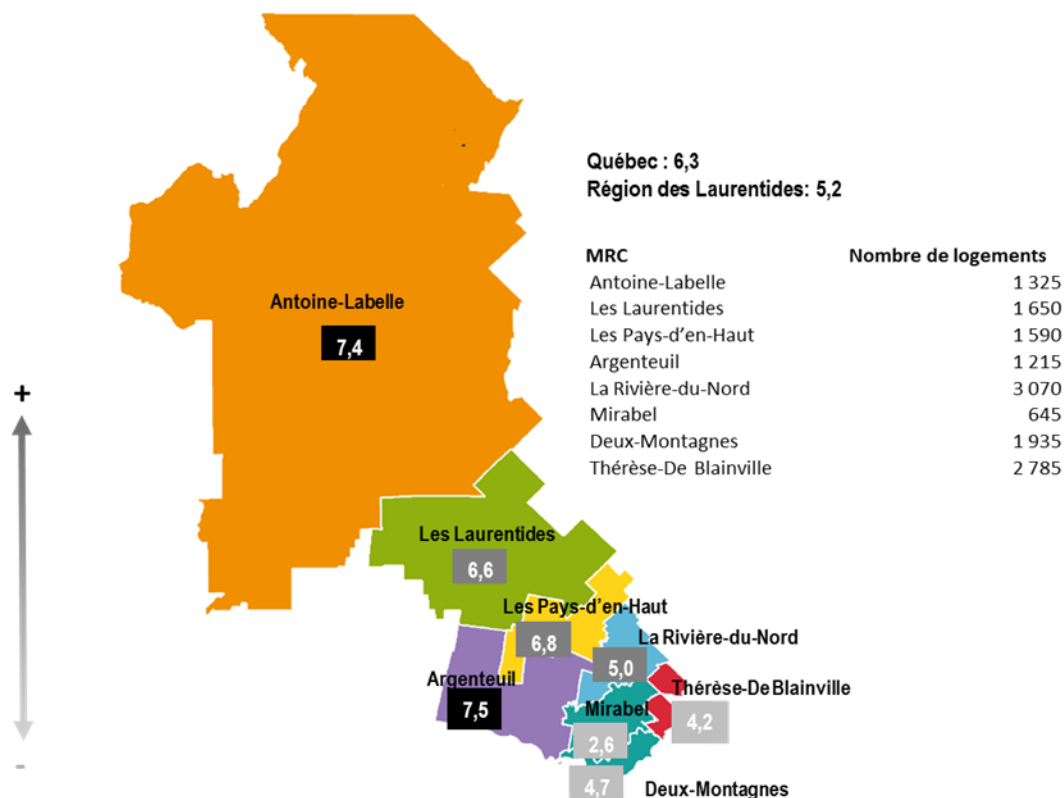 Québec : 6,3
Région des Laurentides: 5,2
MRC Nombre de logements
Antoine-Labelle 1 325
Les Laurentides 1 650
Les Pays-d'en-Haut 1 590
Argenteuil 1 215
La Rivière-du-Nord 3 070
Mirabel 645
Deux-Montagnes 1 935
Thérèse-De Blainville 2 785
Antoine-Labelle
7,4
+
-
Les Laurentides
6,6
Les Pays-d'en-Haut
6,8
La Rivière-du-Nord
5,0
Argenteuil
7,5
Thérèse-De Blainville
4,2
Mirabel
2,6
4,7
Deux-Montagnes